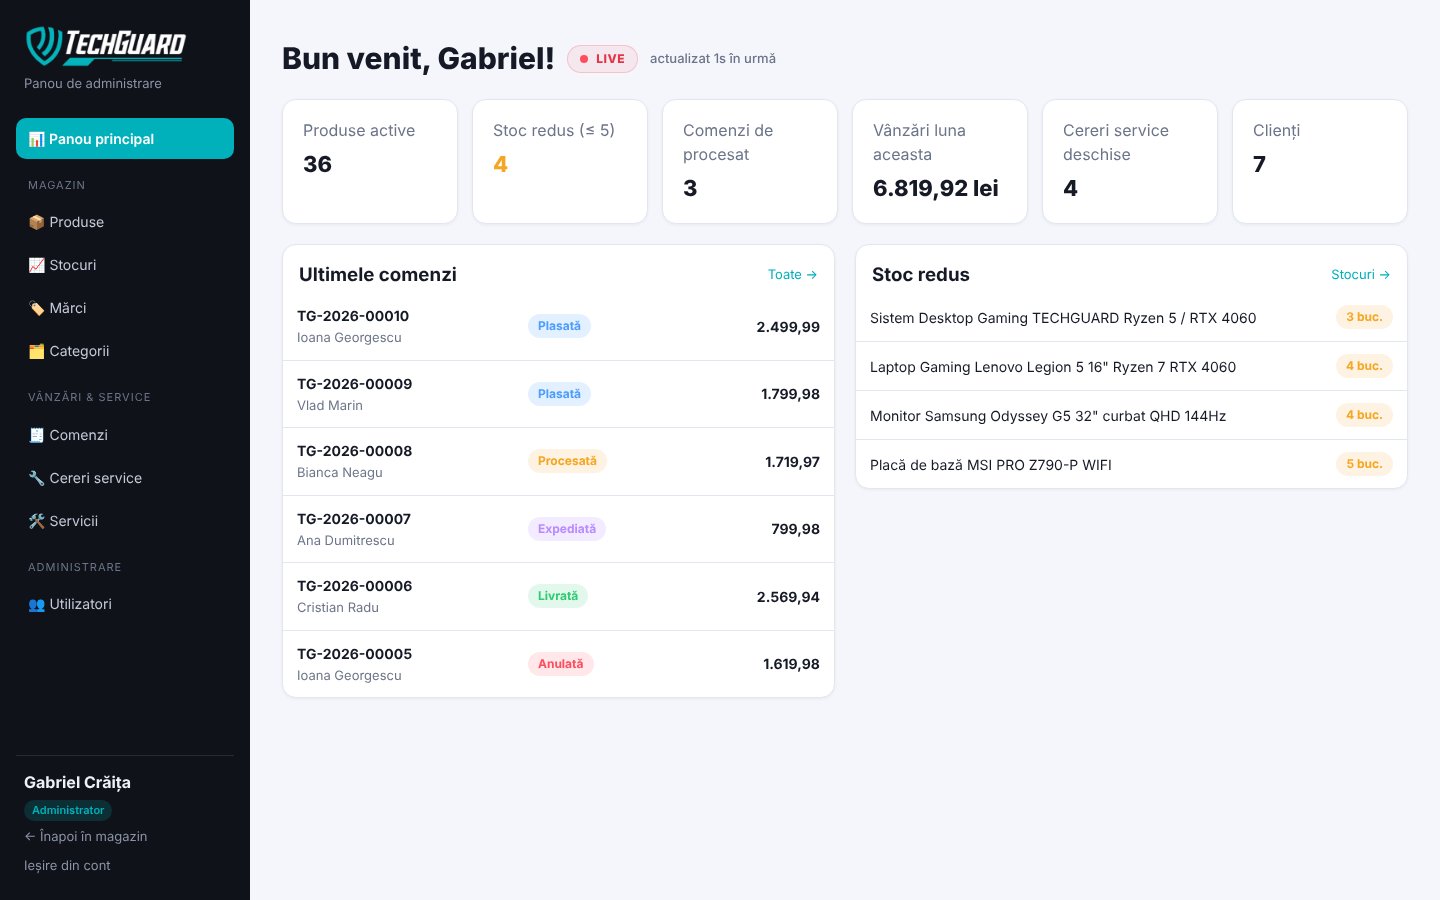 TECHGUARD
Panou de administrare
Panou principal
MAGAZIN
Produse
Stocuri
Mărci
Categorii
VÂNZĂRI & SERVICE
Comenzi
Cereri service
Servicii
ADMINISTRARE
Utilizatori
Gabriel Crăița
Administrator
← Înapoi în magazin
Ieșire din cont
Bun venit, Gabriel!
LIVE
actualizat 1s în urmă
Produse active
36
Stoc redus (≤ 5)
4
Comenzi de
procesat
3
Vânzări luna
aceasta
6.819,92 lei
Cereri service
deschise
4
Clienți
7
Ultimele comenzi
Toate →
TG-2026-00010
Ioana Georgescu
Plasată
2.499,99
TG-2026-00009
Vlad Marin
Plasată
1.799,98
TG-2026-00008
Bianca Neagu
Procesată
1.719,97
TG-2026-00007
Ana Dumitrescu
Expediată
799,98
TG-2026-00006
Cristian Radu
Livrată
2.569,94
TG-2026-00005
Ioana Georgescu
Anulată
1.619,98
Stoc redus
Stocuri →
Sistem Desktop Gaming TECHGUARD Ryzen 5 / RTX 4060
3 buc.
Laptop Gaming Lenovo Legion 5 16" Ryzen 7 RTX 4060
4 buc.
Monitor Samsung Odyssey G5 32" curbat QHD 144Hz
4 buc.
Placă de bază MSI PRO Z790-P WIFI
5 buc.